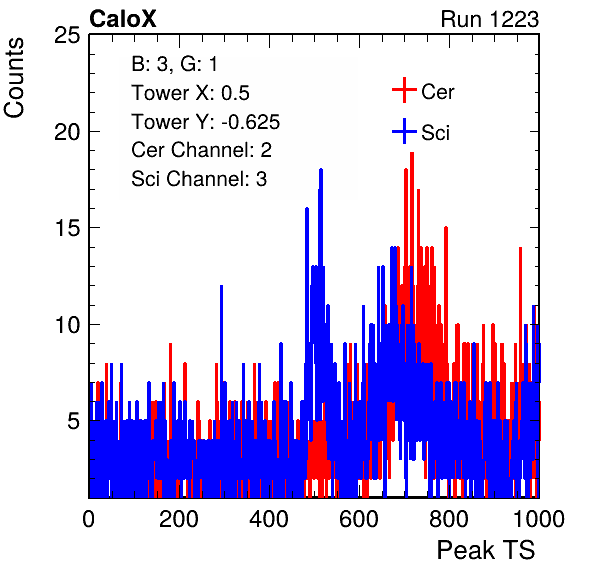 CaloX Run 1223
Counts
25
20
15
10
5
B: 3, G: 1
Tower X: 0.5
Tower Y: -0.625
Cer Channel: 2
Sci Channel: 3
Cer
Sci
0 200 400 600 800 1000
Peak TS